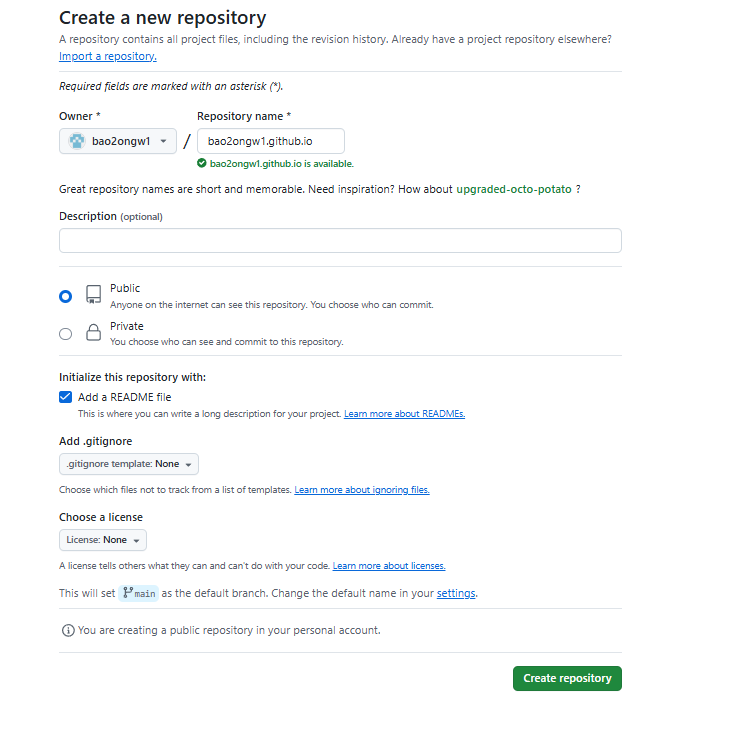 Create a new repository
A repository contains all project files, including the revision history. Already have a project repository elsewhere?
Import a repository.
Required fields are marked with an asterisk (*).
Owner *
Repository name *
bao2ongw1
/
bao2ongw1.github.io
bao2ongw1.github.io is available.
Great repository names are short and memorable. Need inspiration? How about upgraded-octo-potato ?
Description (optional)
Public
Anyone on the internet can see this repository. You choose who can commit.
Private
You choose who can see and commit to this repository.
Initialize this repository with:
Add a README file
This is where you can write a long description for your project. Learn more about READMEs.
Add .gitignore
.gitignore template: None
Choose which files not to track from a list of templates. Learn more about ignoring files.
Choose a license
License: None
A license tells others what they can and can't do with your code. Learn more about licenses.
This will set main as the default branch. Change the default name in your settings.
You are creating a public repository in your personal account.
Create repository